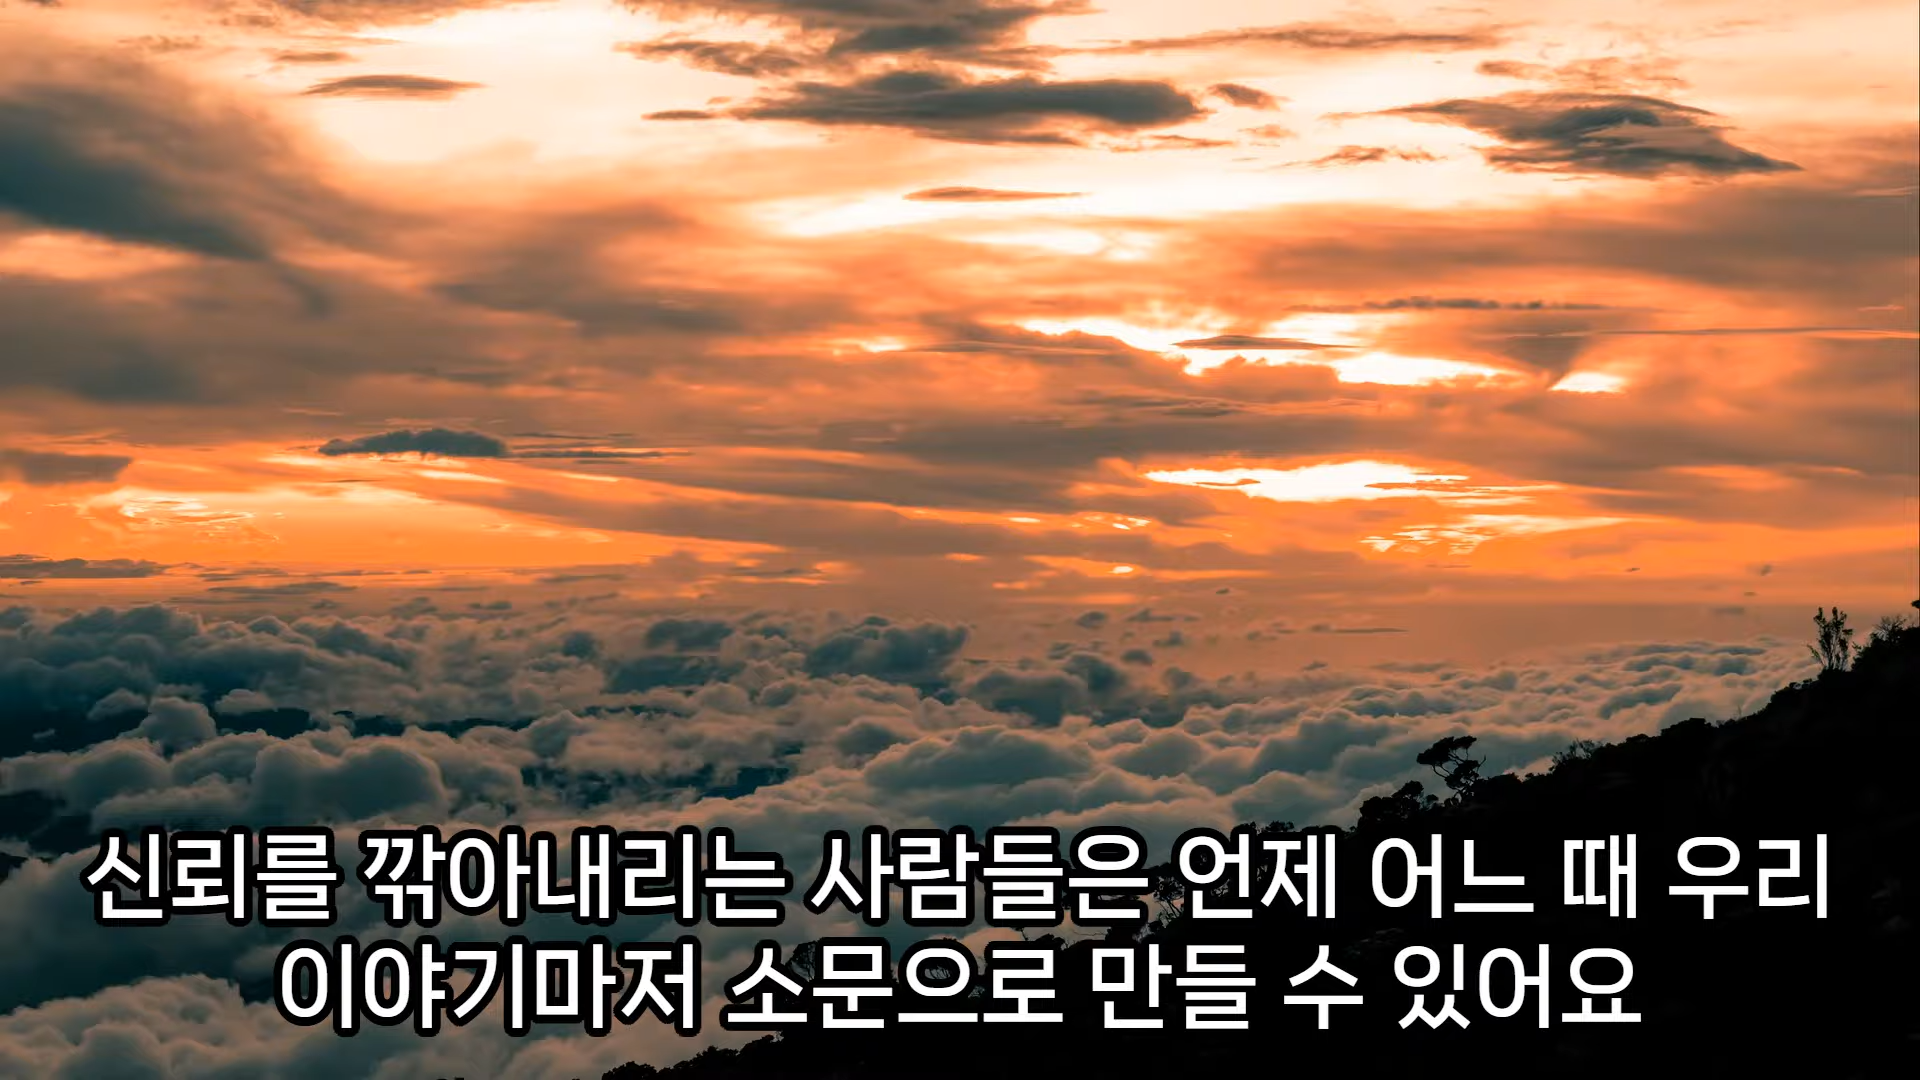 신뢰를 깎아내리는 사람들은 언제 어느 때 우리
이야기마저 소문으로 만들 수 있어요